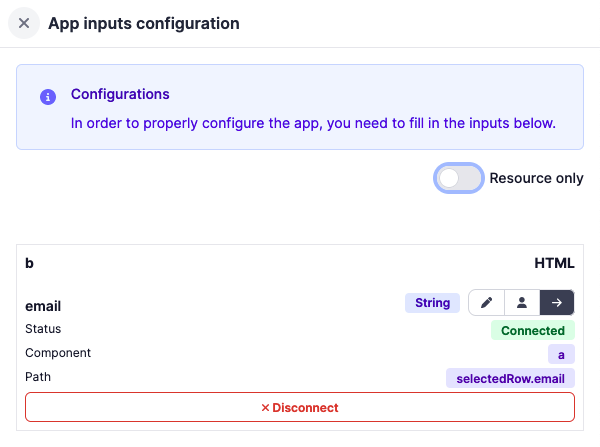 App inputs configuration
Configurations
In order to properly configure the app, you need to fill in the inputs below.
Resource only
b HTML
email String
Status Connected
Component a
Path selectedRow.email
Disconnect